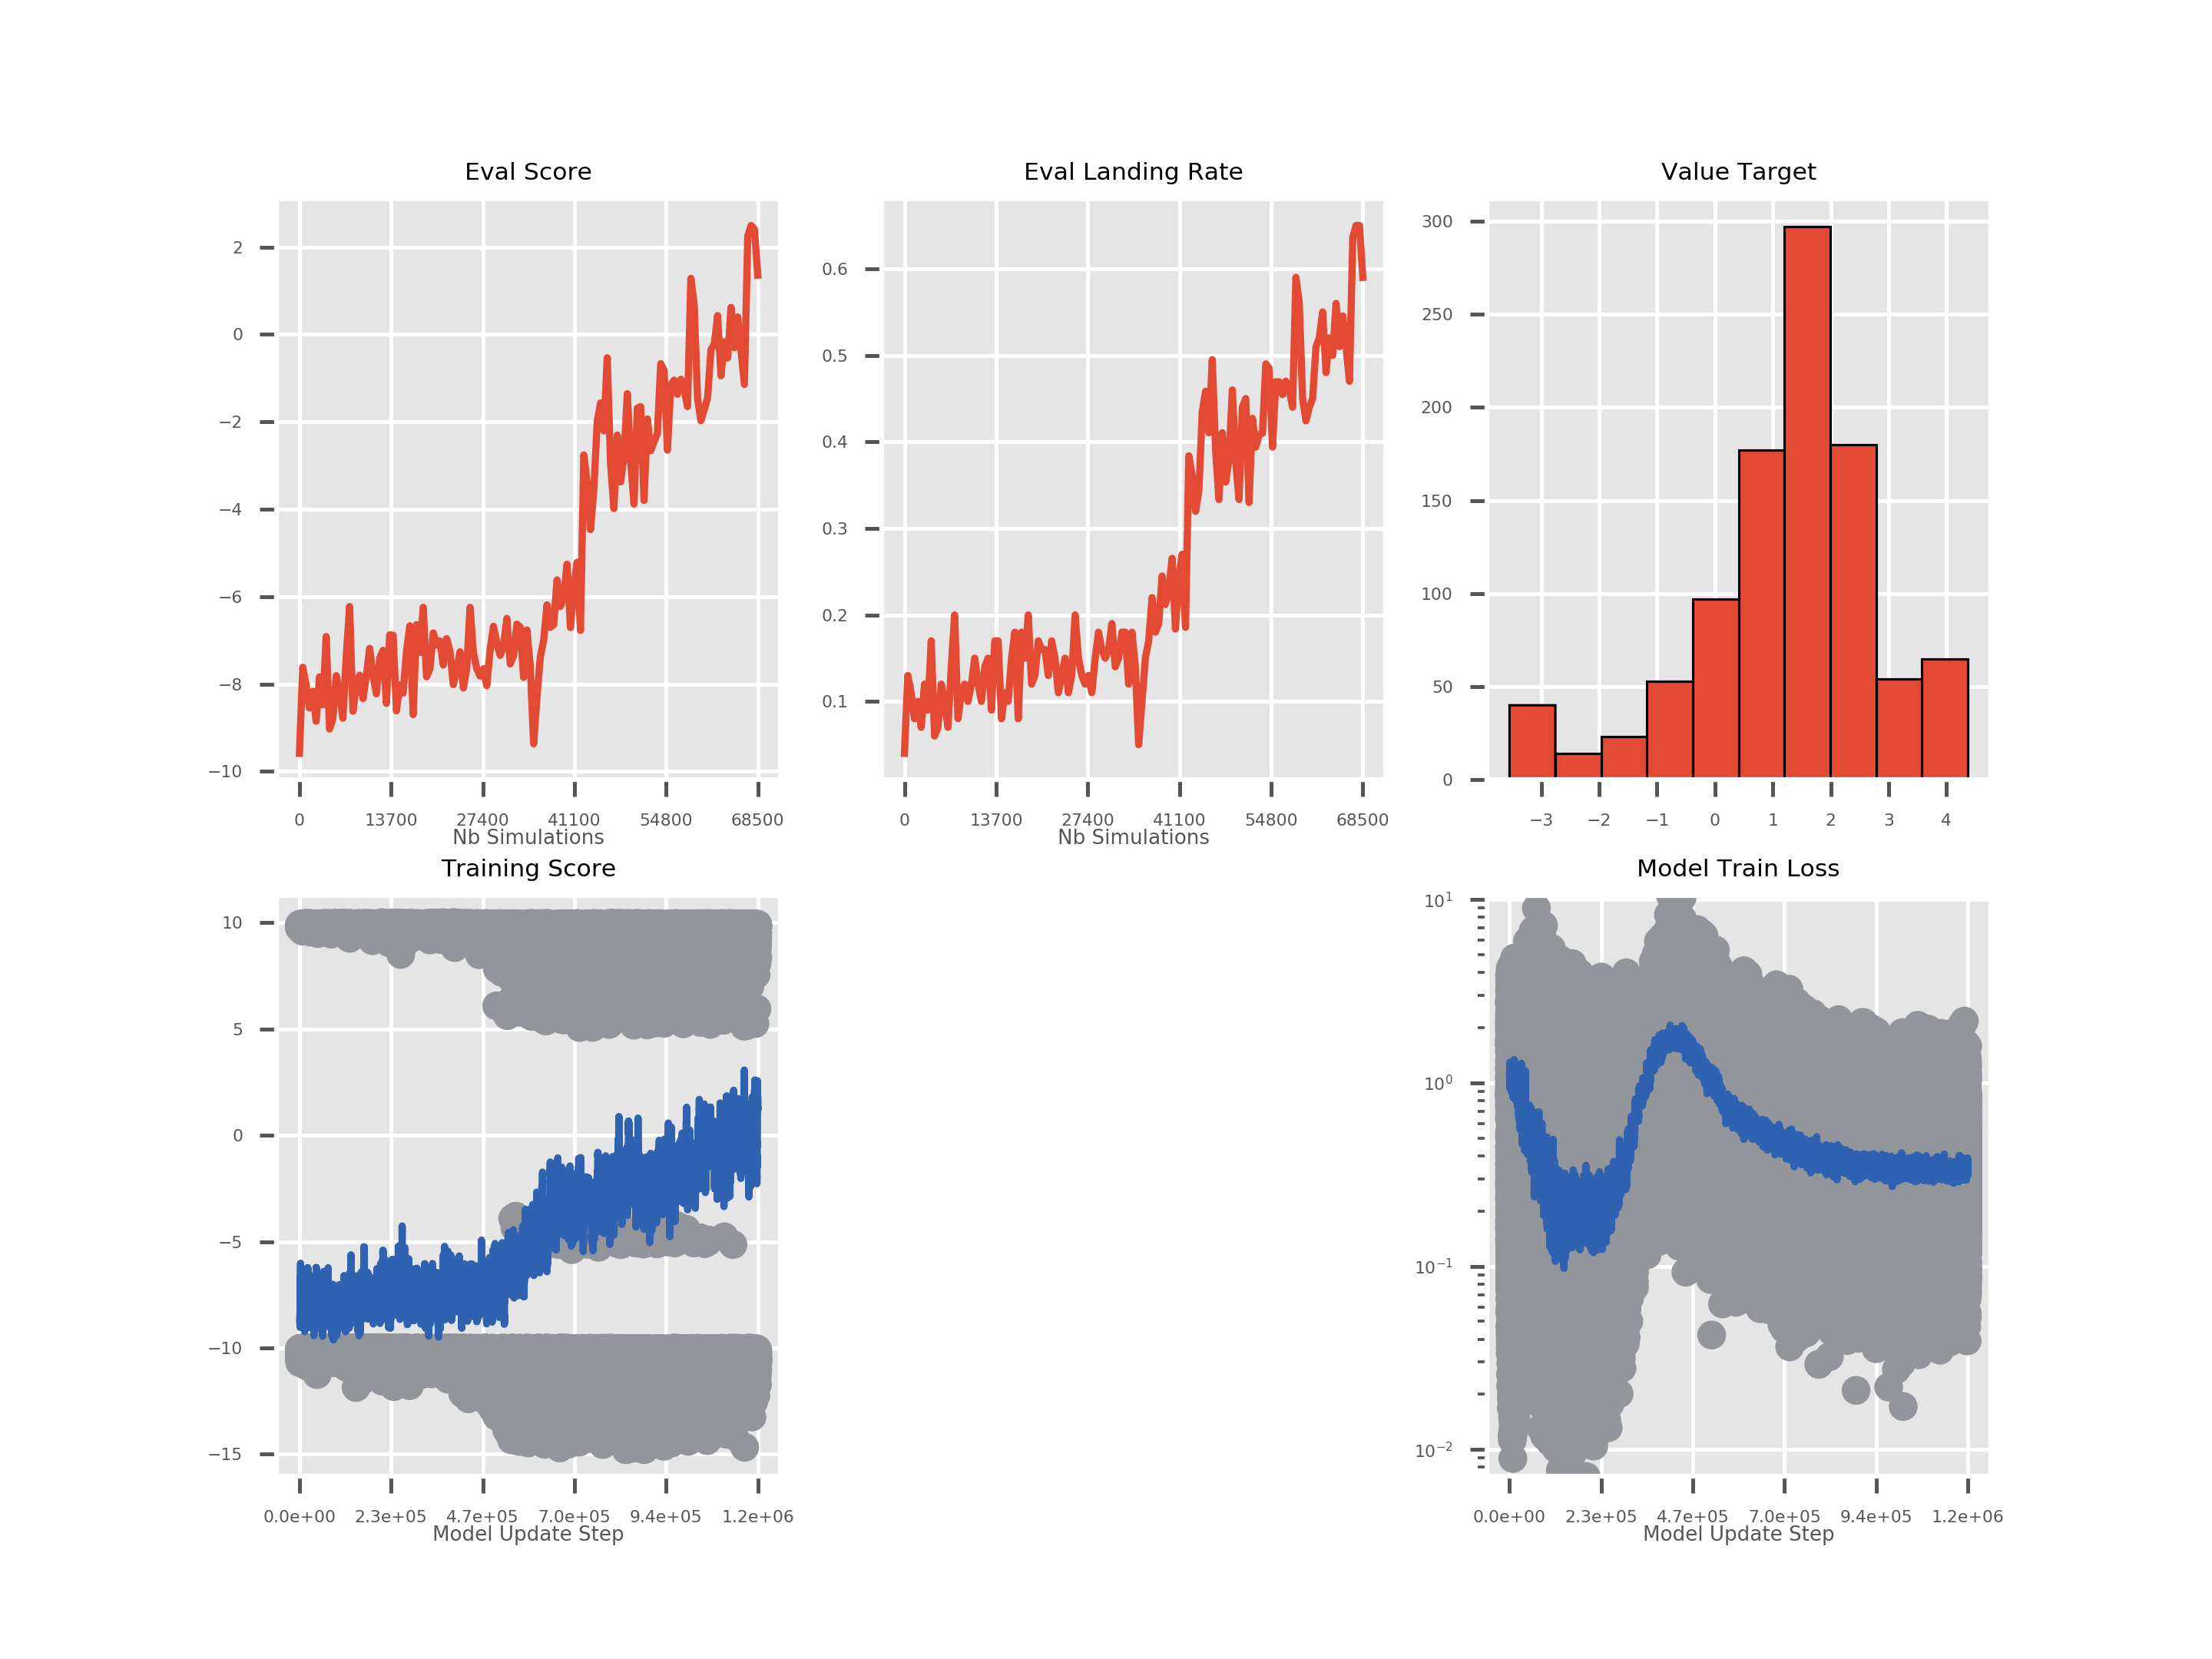 Eval Score
2
0
−2
−4
−6
−8
−10
0 13700 27400 41100 54800 68500
Nb Simulations
Eval Landing Rate
0.6
0.5
0.4
0.3
0.2
0.1
0 13700 27400 41100 54800 68500
Nb Simulations
Value Target
300
250
200
150
100
50
0
−3 −2 −1 0 1 2 3 4
Training Score
10
5
0
−5
−10
−15
0.0e+00 2.3e+05 4.7e+05 7.0e+05 9.4e+05 1.2e+06
Model Update Step
Model Train Loss
10¹
10⁰
10⁻¹
10⁻²
0.0e+00 2.3e+05 4.7e+05 7.0e+05 9.4e+05 1.2e+06
Model Update Step